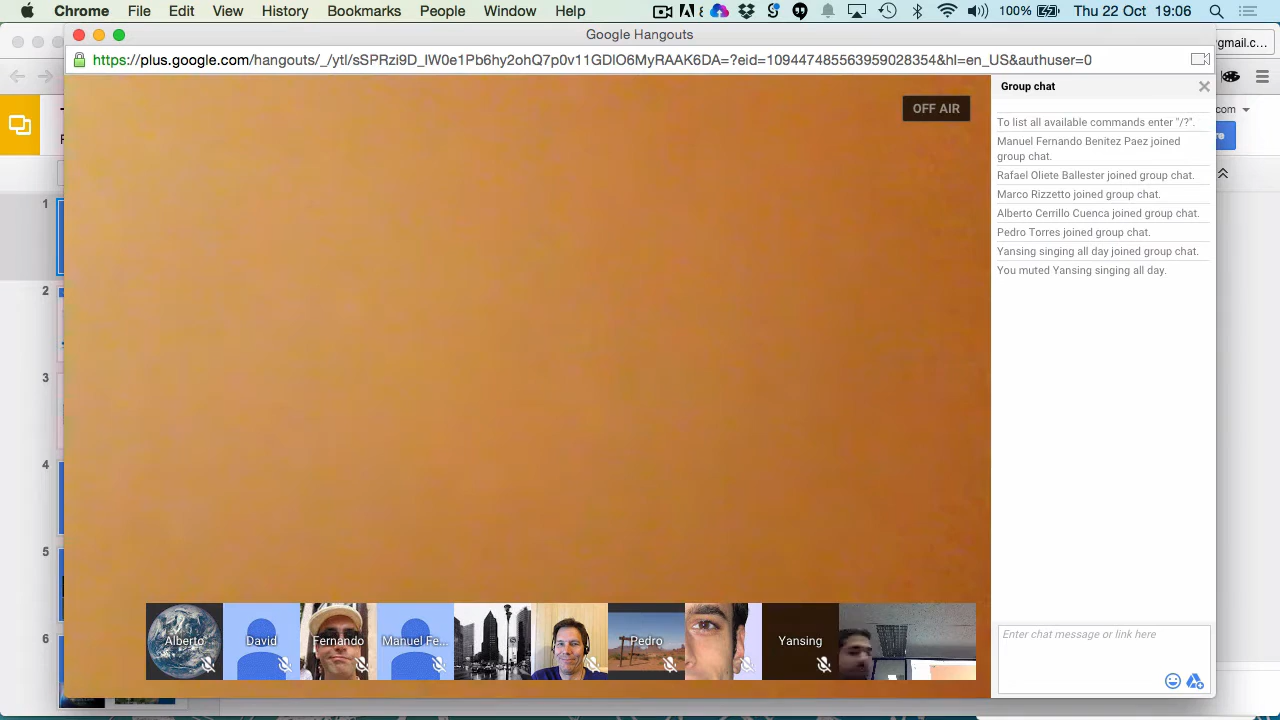 Chrome File Edit View History Bookmarks People Window Help 100% Thu 22 Oct 19:06
Google Hangouts
@gmail.c...
https://plus.google.com/hangouts/_/ytl/sSPRzi9D_IW0e1Pb6hy2ohQ7p0v11GDIO6MyRAAK6DA=?eid=109447485563959028354&hl=en_US&authuser=0
OFF AIR
Group chat
com
To list all available commands enter "/?".
Manuel Fernando Benitez Paez joined
group chat.
Rafael Oliete Ballester joined group chat.
Marco Rizzetto joined group chat.
Alberto Cerrillo Cuenca joined group chat.
Pedro Torres joined group chat.
Yansing singing all day joined group chat.
You muted Yansing singing all day.
1
2
3
4
5
6
Alberto David Fernando Manuel Fe... Pedro Yansing
Enter chat message or link here